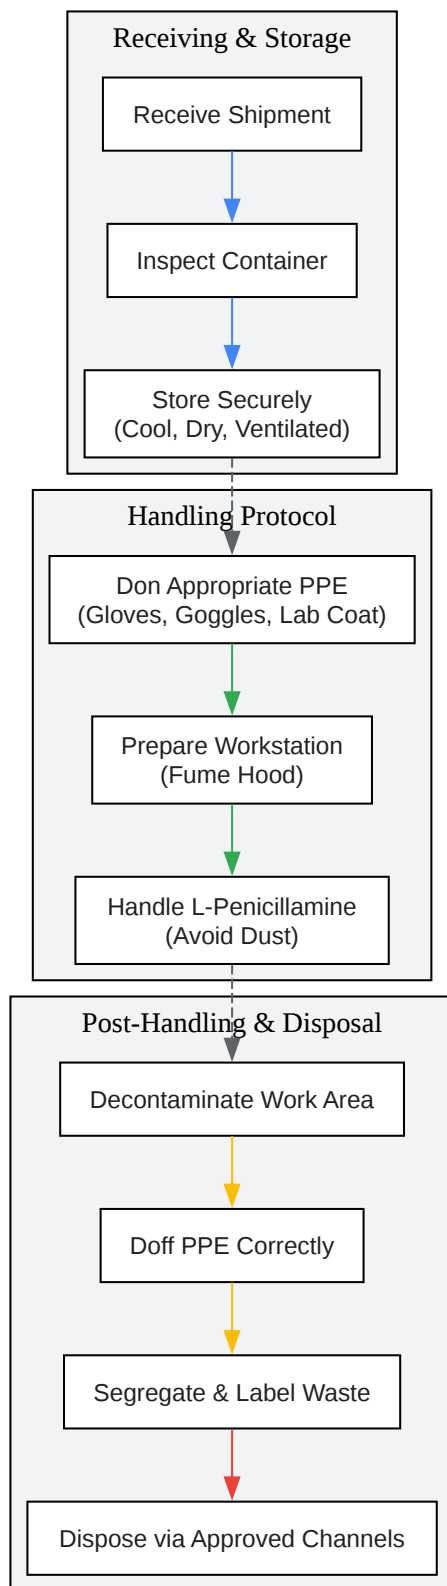 Receiving & Storage
Receive Shipment
Inspect Container
Store Securely
(Cool, Dry, Ventilated)
Handling Protocol
Don Appropriate PPE
(Gloves, Goggles, Lab Coat)
Prepare Workstation
(Fume Hood)
Handle L-Penicillamine
(Avoid Dust)
Post-Handling & Disposal
Decontaminate Work Area
Doff PPE Correctly
Segregate & Label Waste
Dispose via Approved Channels